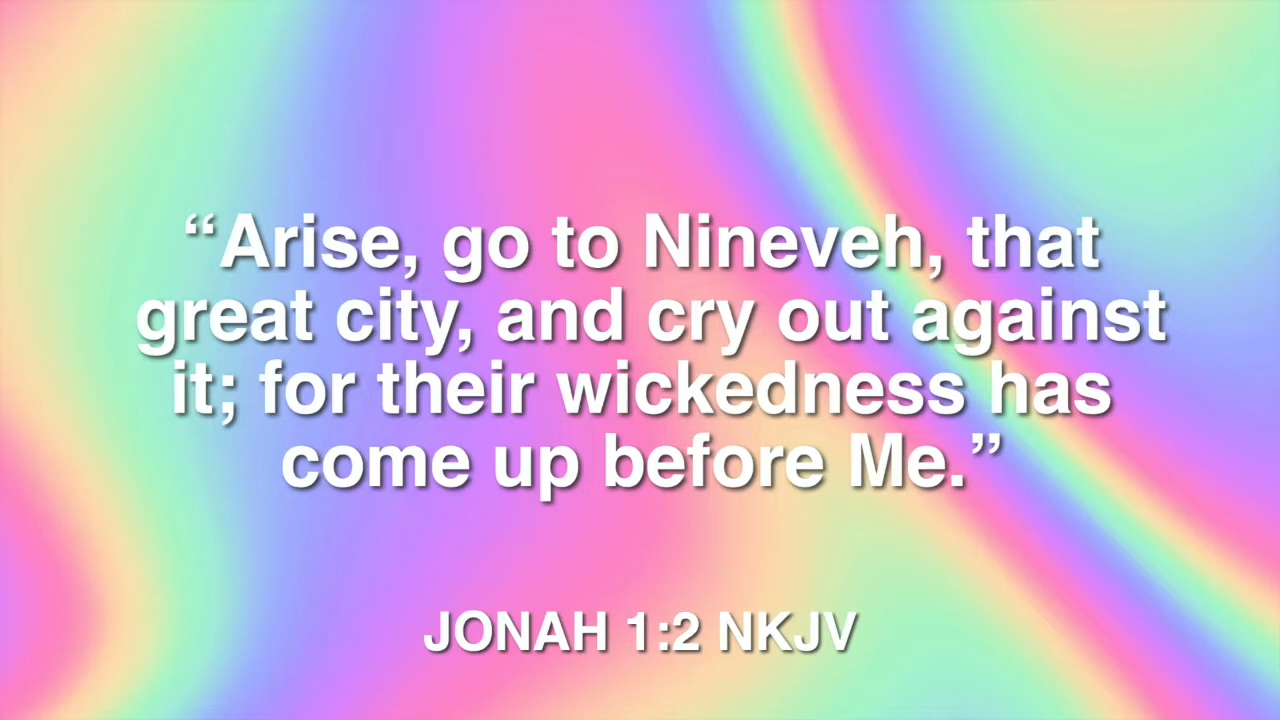 “Arise, go to Nineveh, that
great city, and cry out against
it; for their wickedness has
come up before Me.”
JONAH 1:2 NKJV